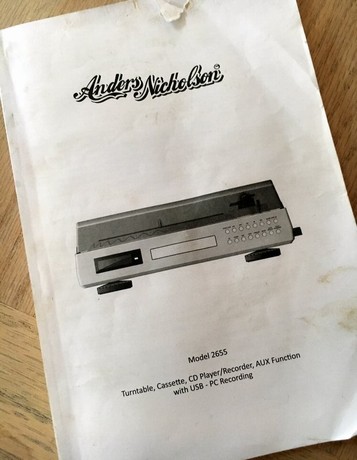 Anders Nicholson
Model 2655
Turntable, Cassette, CD Player/Recorder, AUX Function
with USB - PC Recording